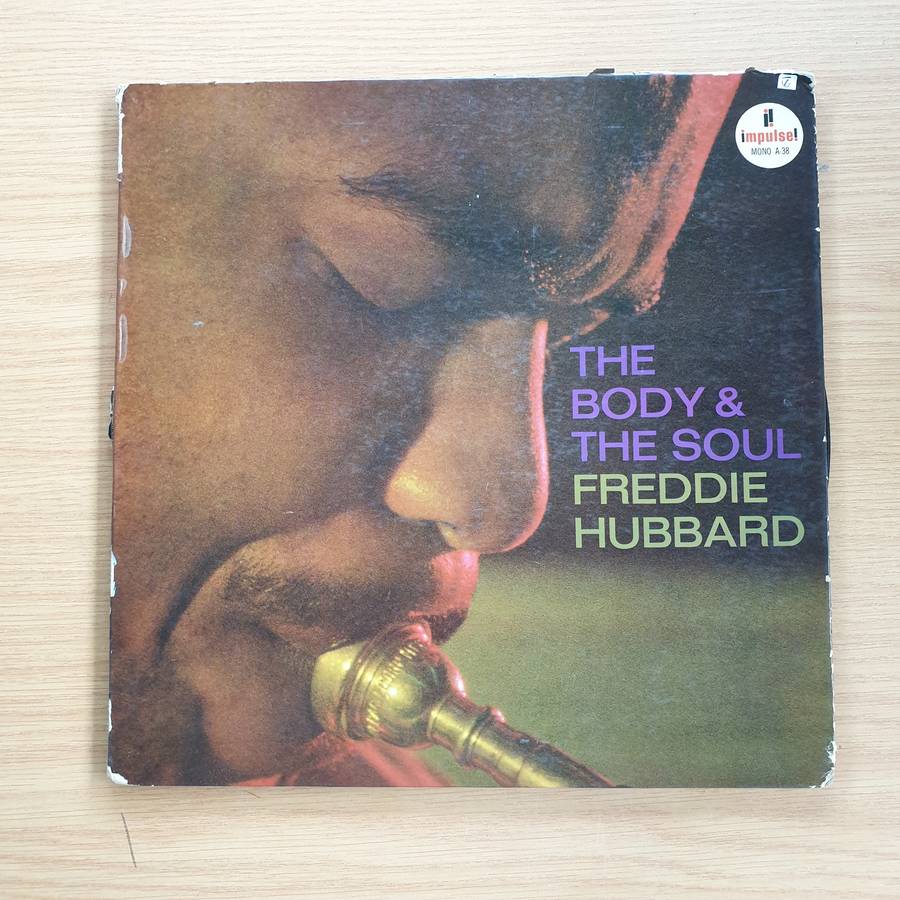 impulse!
MONO A-38
THE
BODY &
THE SOUL
FREDDIE
HUBBARD